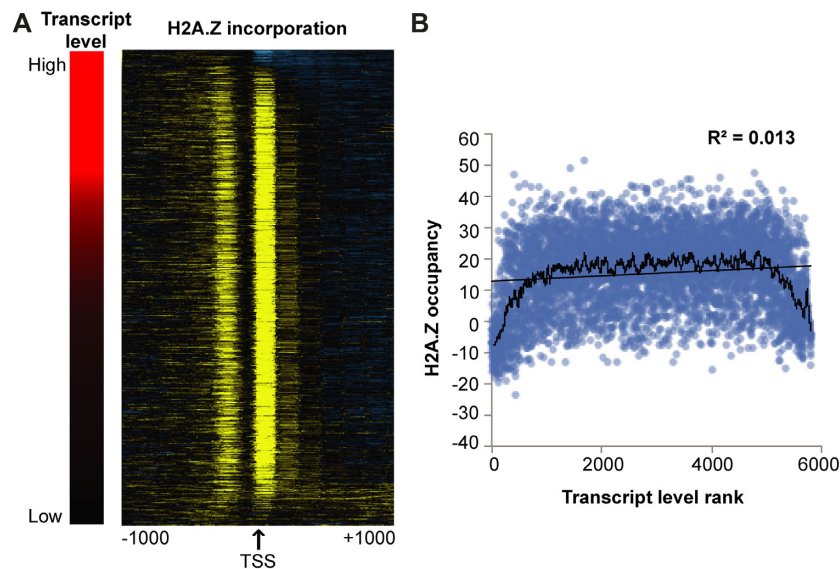 A
Transcript
level
H2A.Z incorporation
High
Low
-1000
+1000
TSS
B
R² = 0.013
H2A.Z occupancy
60
50
40
30
20
10
0
-10
-20
-30
-40
0
2000
4000
6000
Transcript level rank